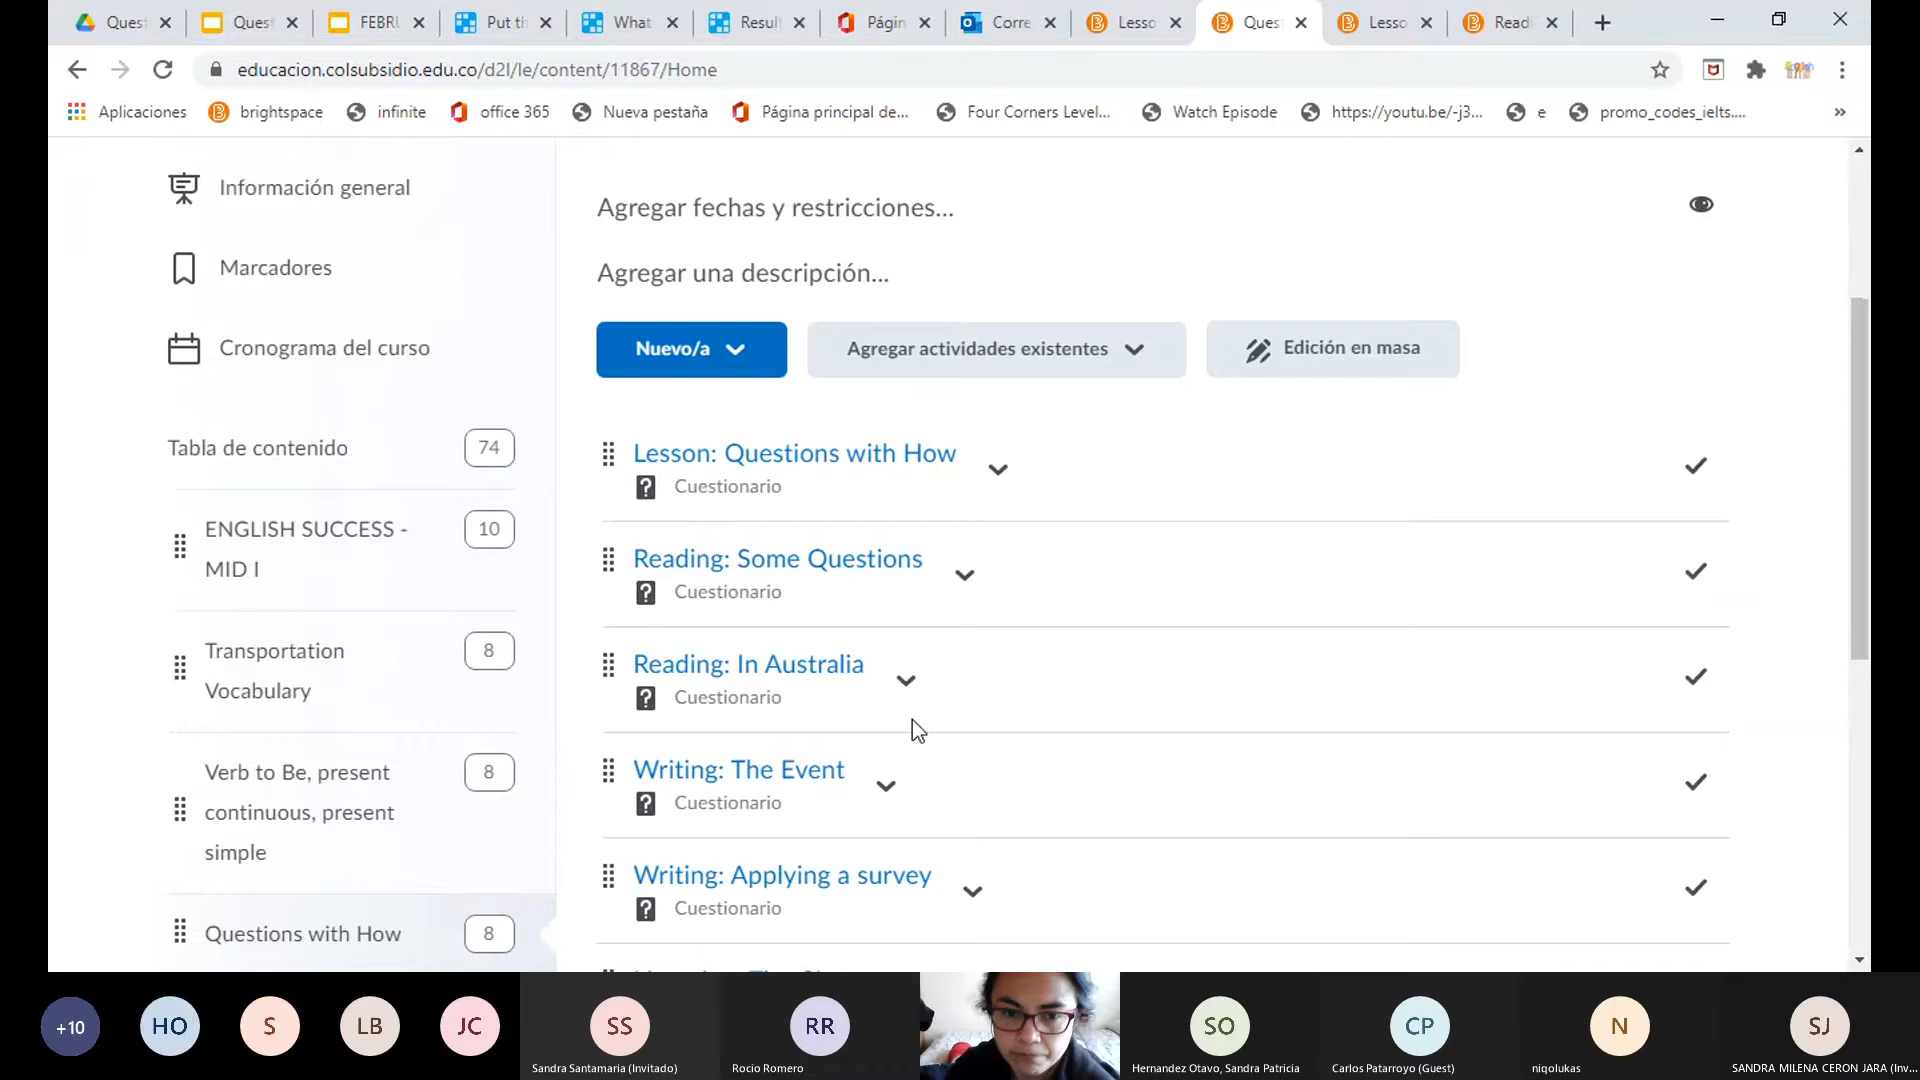 Quest
Quest
FEBRU
Put th
What
Result
Págin
Corre
Lesso
Ques
Lesso
Readi
educacion.colsubsidio.edu.co/d2l/le/content/11867/Home
Aplicaciones
brightspace
infinite
office 365
Nueva pestaña
Página principal de...
Four Corners Level...
Watch Episode
https://youtu.be/-j3...
e
promo_codes_ielts....
»
Información general
Marcadores
Cronograma del curso
Tabla de contenido 74
ENGLISH SUCCESS - 10
MID I
Transportation 8
Vocabulary
Verb to Be, present 8
continuous, present
simple
Questions with How 8
Agregar fechas y restricciones...
Agregar una descripción...
Nuevo/a
Agregar actividades existentes
Edición en masa
Lesson: Questions with How
Cuestionario
Reading: Some Questions
Cuestionario
Reading: In Australia
Cuestionario
Writing: The Event
Cuestionario
Writing: Applying a survey
Cuestionario
+10
HO
S
LB
JC
SS
Sandra Santamaria (Invitado)
RR
Rocio Romero
SO
Hernandez Otavo, Sandra Patricia
CP
Carlos Patarroyo (Guest)
N
niqolukas
SJ
SANDRA MILENA CERON JARA (Inv...